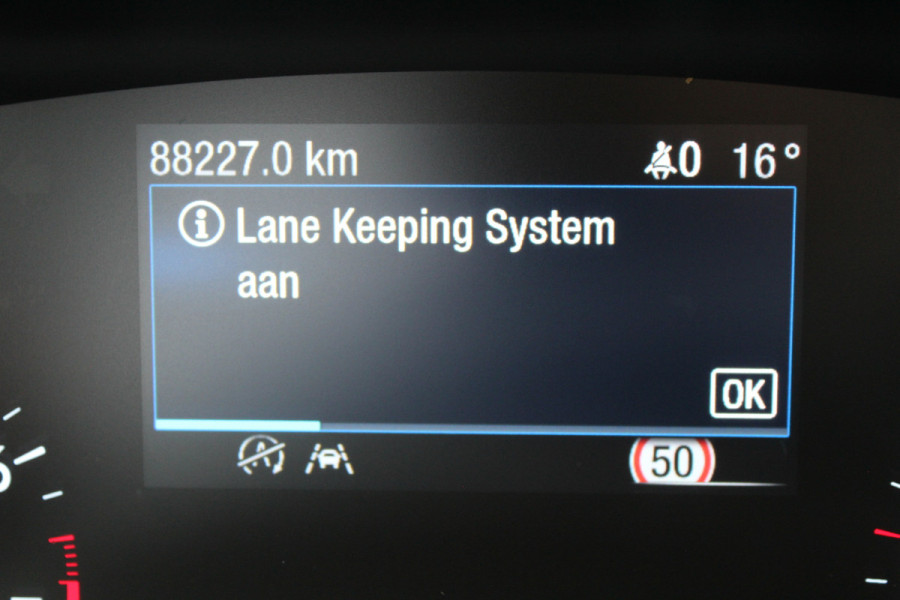 88227.0 km 0 16°
i Lane Keeping System
aan
OK
A 50